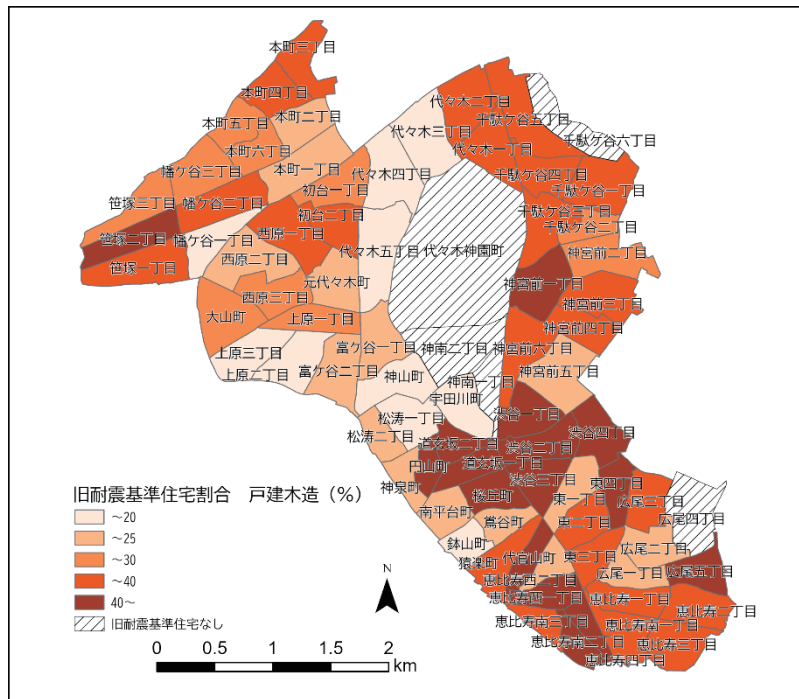 本町三丁目
本町四丁目
本町二丁目
本町五丁目
本町六丁目
本町一丁目
幡ケ谷三丁目
幡ケ谷二丁目
幡ケ谷一丁目
笹塚三丁目
笹塚二丁目
笹塚一丁目
初台一丁目
初台二丁目
西原一丁目
西原二丁目
西原三丁目
元代々木町
大山町
上原一丁目
上原三丁目
上原二丁目
富ケ谷一丁目
富ケ谷二丁目
代々木二丁目
代々木三丁目
代々木一丁目
代々木四丁目
代々木五丁目
代々木神園町
千駄ケ谷五丁目
千駄ケ谷六丁目
千駄ケ谷四丁目
千駄ケ谷一丁目
千駄ケ谷三丁目
千駄ケ谷二丁目
神宮前二丁目
神宮前一丁目
神宮前三丁目
神宮前四丁目
神宮前六丁目
神宮前五丁目
神南二丁目
神南一丁目
神山町
宇田川町
松涛一丁目
松涛二丁目
渋谷一丁目
渋谷四丁目
渋谷二丁目
渋谷三丁目
道玄坂二丁目
道玄坂一丁目
円山町
神泉町
桜丘町
南平台町
鶯谷町
鉢山町
猿楽町
代官山町
東四丁目
東一丁目
東二丁目
東三丁目
広尾三丁目
広尾四丁目
広尾二丁目
広尾一丁目
広尾五丁目
恵比寿西二丁目
恵比寿西一丁目
恵比寿一丁目
恵比寿二丁目
恵比寿南三丁目
恵比寿南一丁目
恵比寿南二丁目
恵比寿三丁目
恵比寿四丁目
旧耐震基準住宅割合 戸建木造（%）
～20
～25
～30
～40
40～
旧耐震基準住宅なし
N
0 0.5 1 2
km